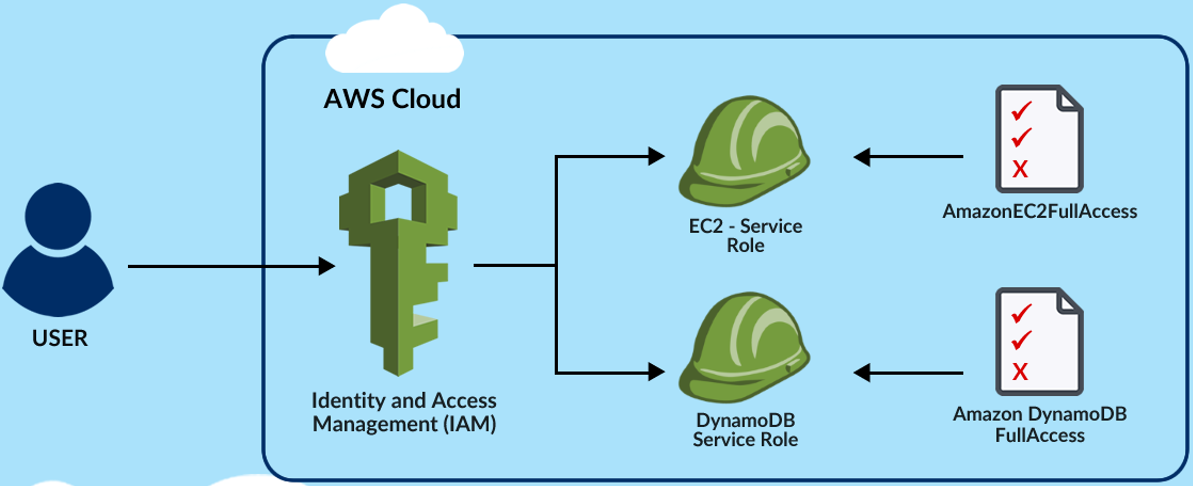 AWS Cloud
USER
Identity and Access
Management (IAM)
EC2 - Service
Role
AmazonEC2FullAccess
DynamoDB
Service Role
Amazon DynamoDB
FullAccess